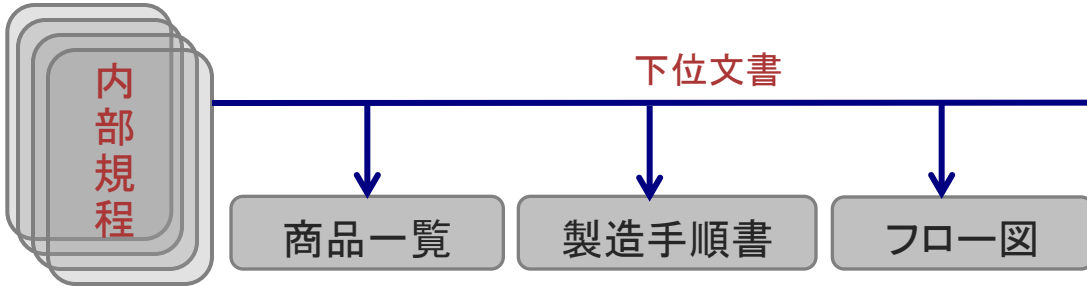 内部規程
下位文書
商品一覧
製造手順書
フロー図